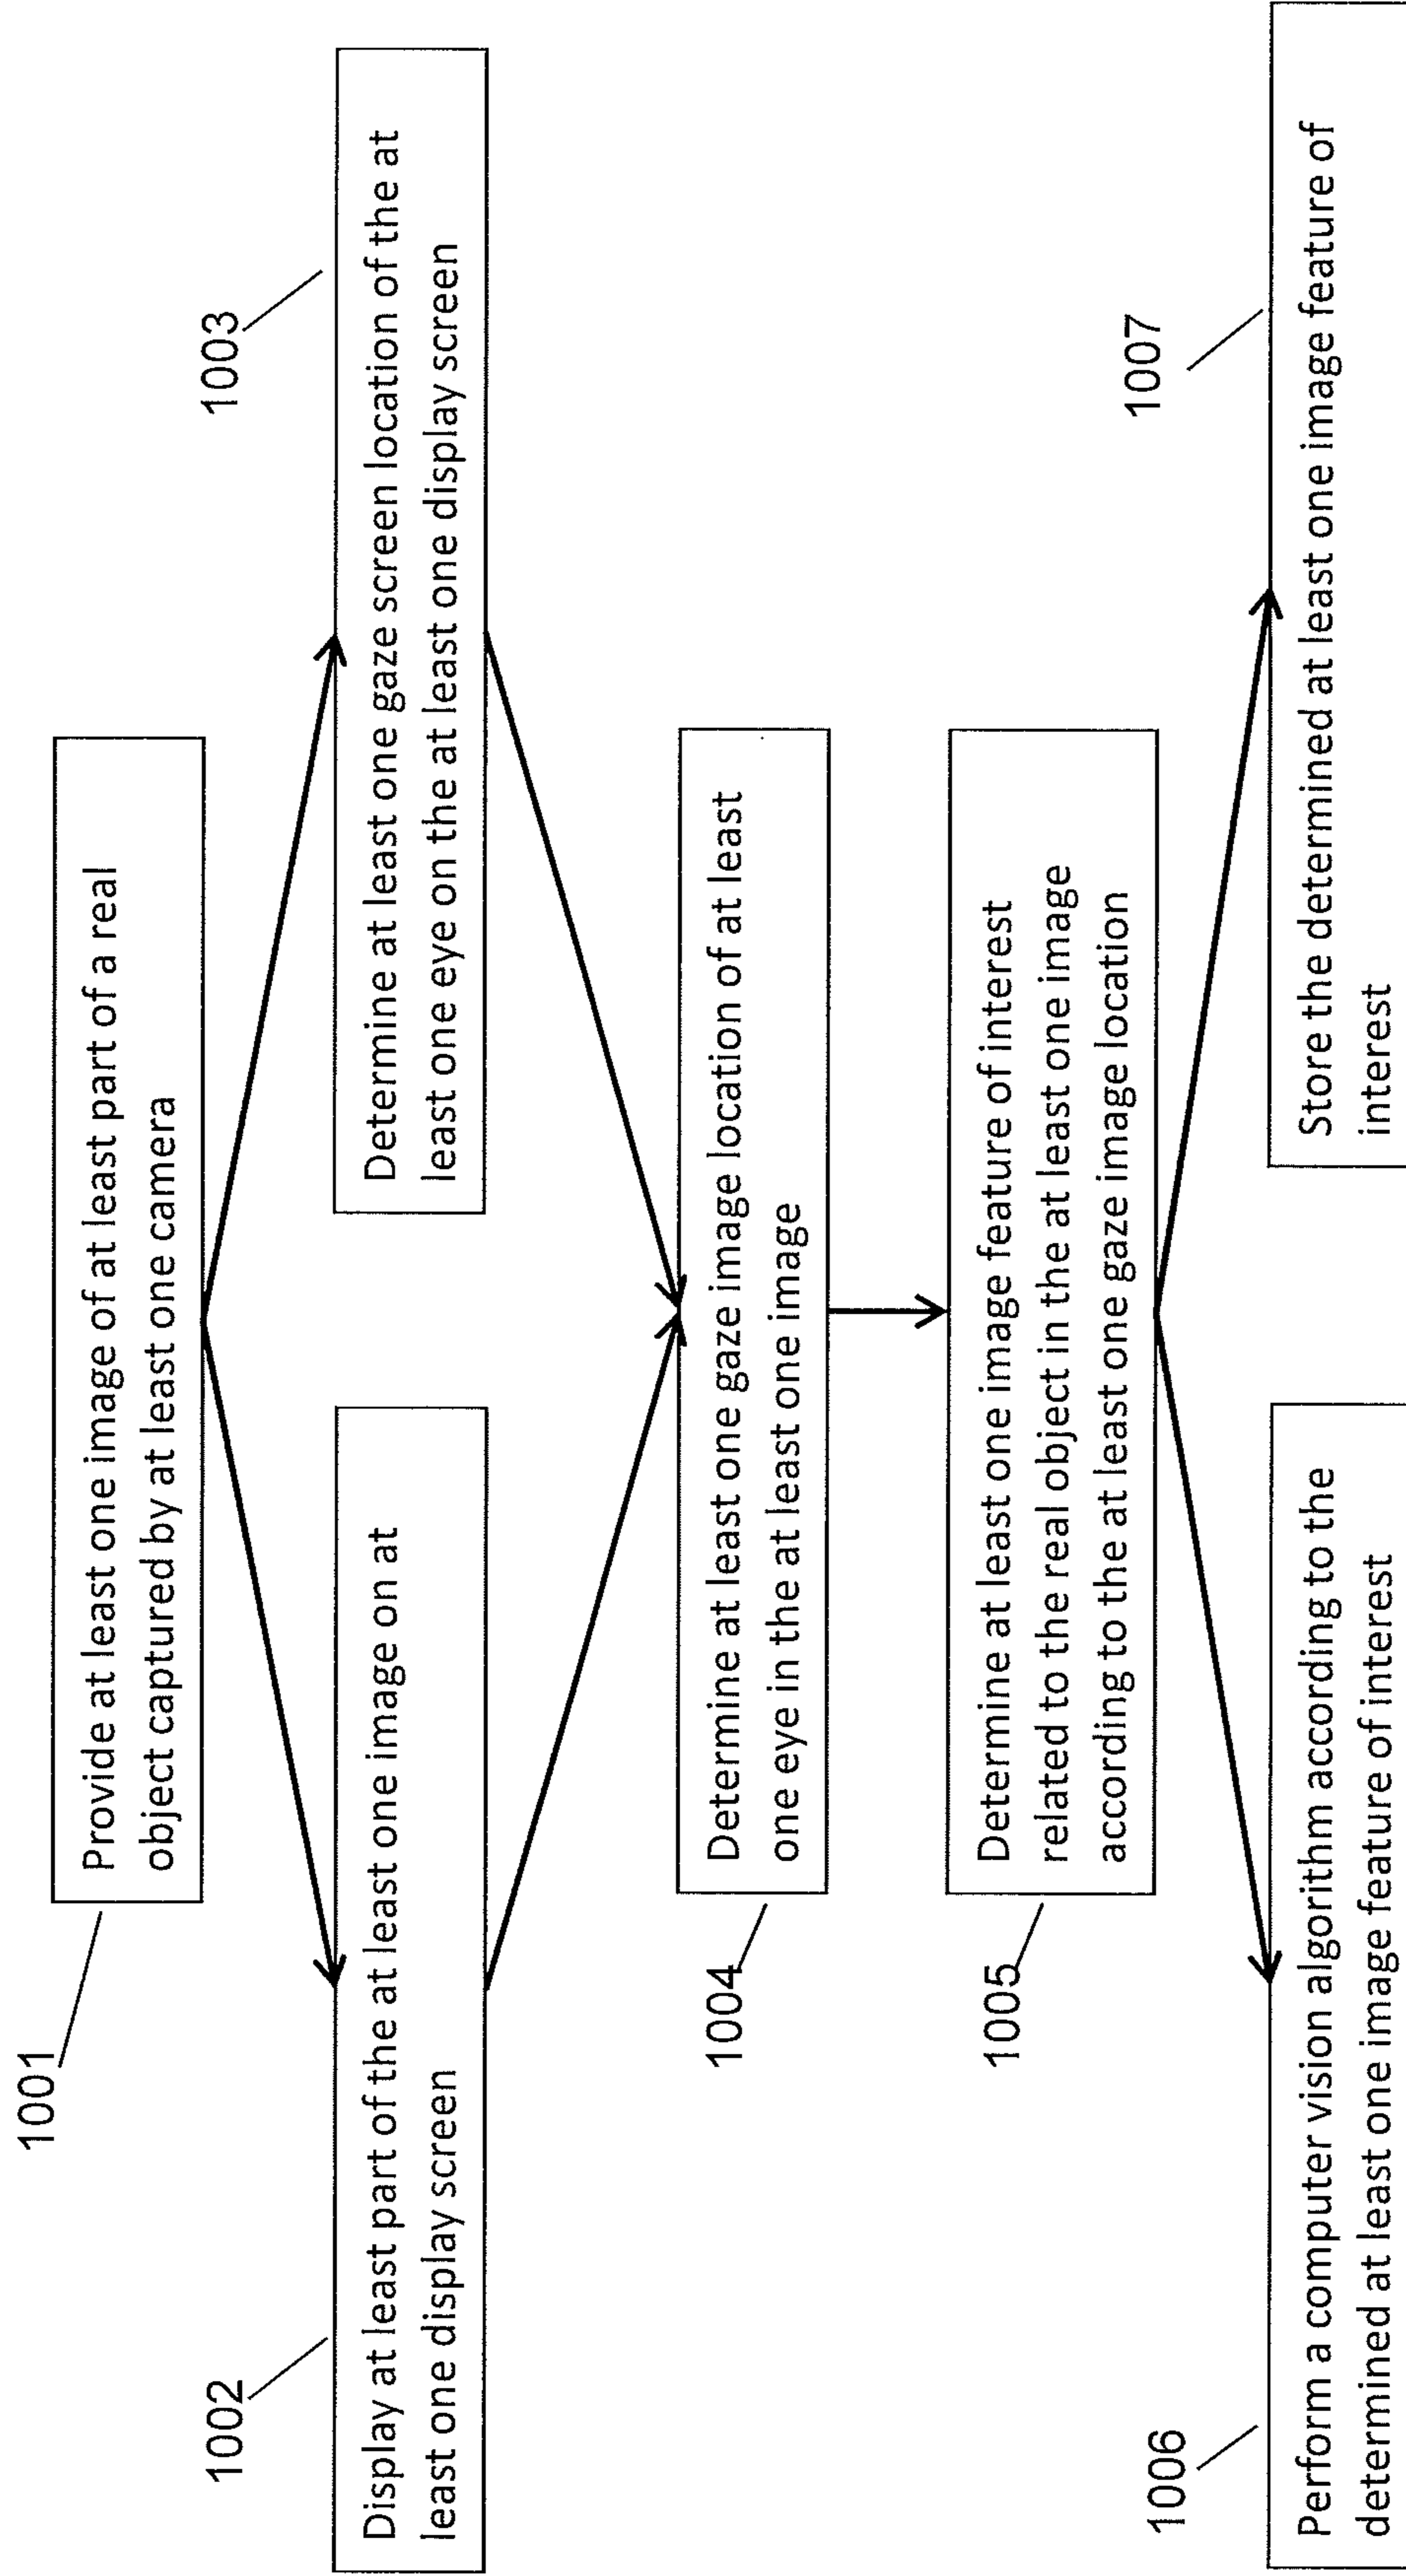 1001
Provide at least one image of at least part of a real
object captured by at least one camera
1002
Display at least part of the at least one image on at
least one display screen
1003
Determine at least one gaze screen location of the at
least one eye on the at least one display screen
1004
Determine at least one gaze image location of at least
one eye in the at least one image
1005
Determine at least one image feature of interest
related to the real object in the at least one image
according to the at least one gaze image location
1006
Perform a computer vision algorithm according to the
determined at least one image feature of interest
1007
Store the determined at least one image feature of
interest